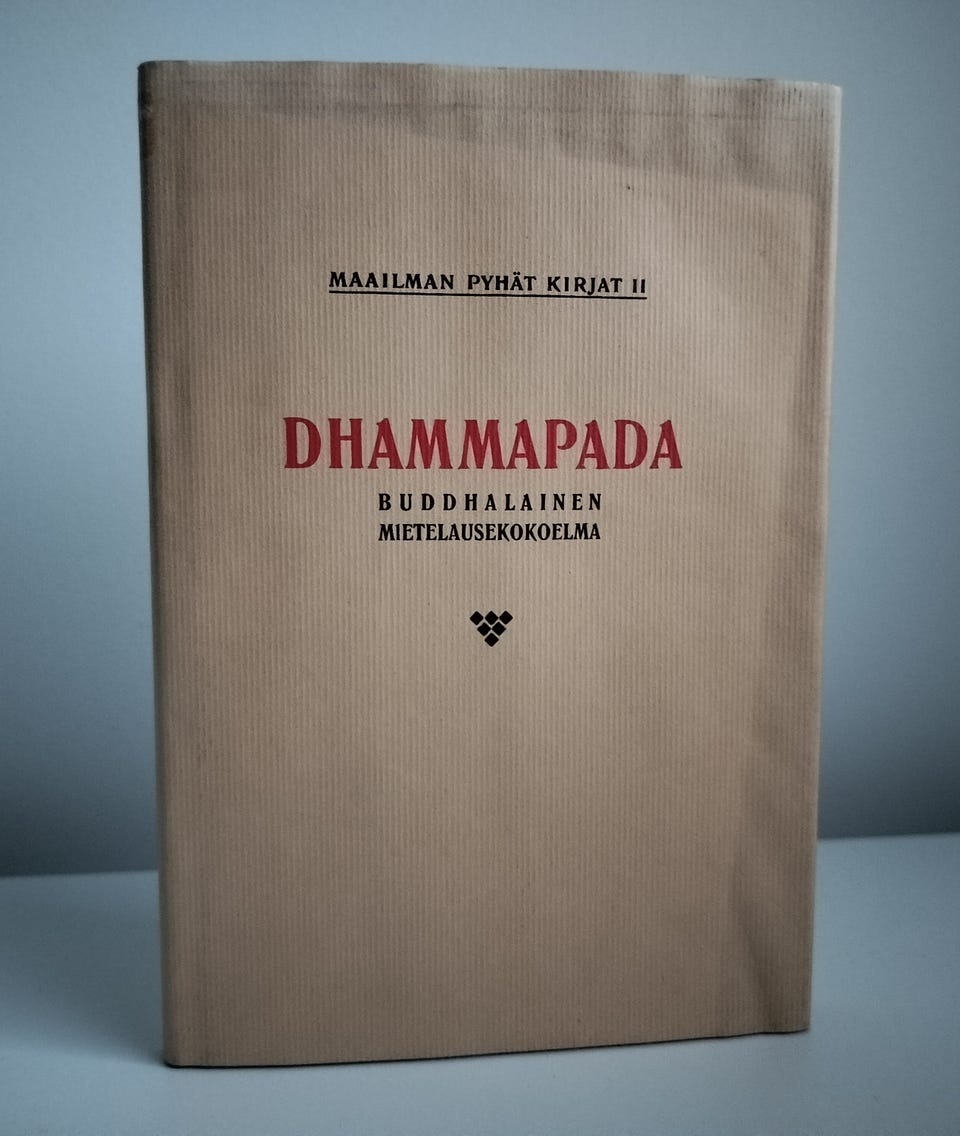 MAAILMAN PYHÄT KIRJAT II
DHAMMAPADA
BUDDHALAINEN
MIETELAUSEKOKOELMA